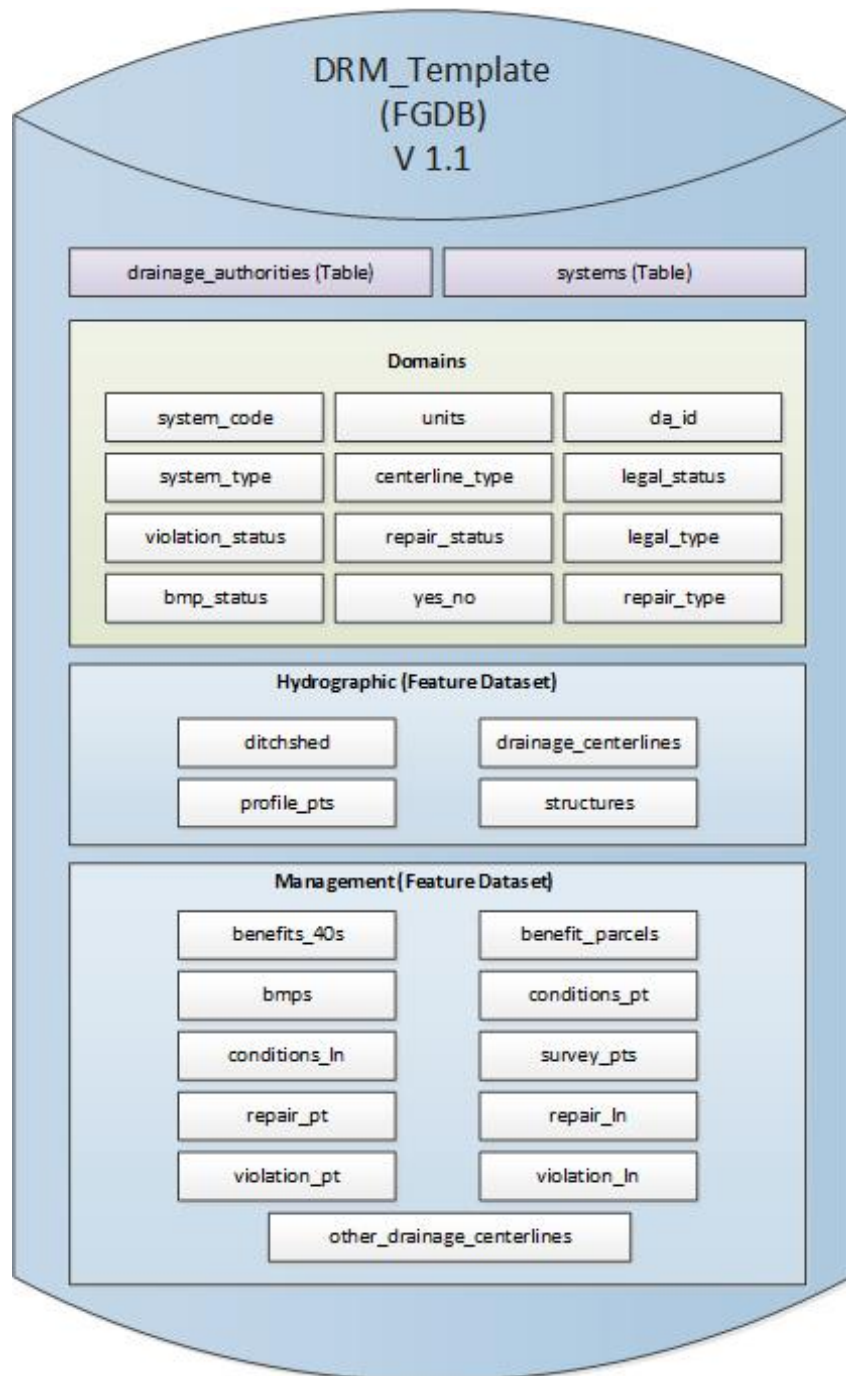 DRM_Template
(FGDB)
V 1.1
drainage_authorities (Table)
systems (Table)
Domains
system_code
units
da_id
system_type
centerline_type
legal_status
violation_status
repair_status
legal_type
bmp_status
yes_no
repair_type
Hydrographic (Feature Dataset)
ditchshed
drainage_centerlines
profile_pts
structures
Management (Feature Dataset)
benefits_40s
benefit_parcels
bmps
conditions_pt
conditions_ln
survey_pts
repair_pt
repair_ln
violation_pt
violation_ln
other_drainage_centerlines